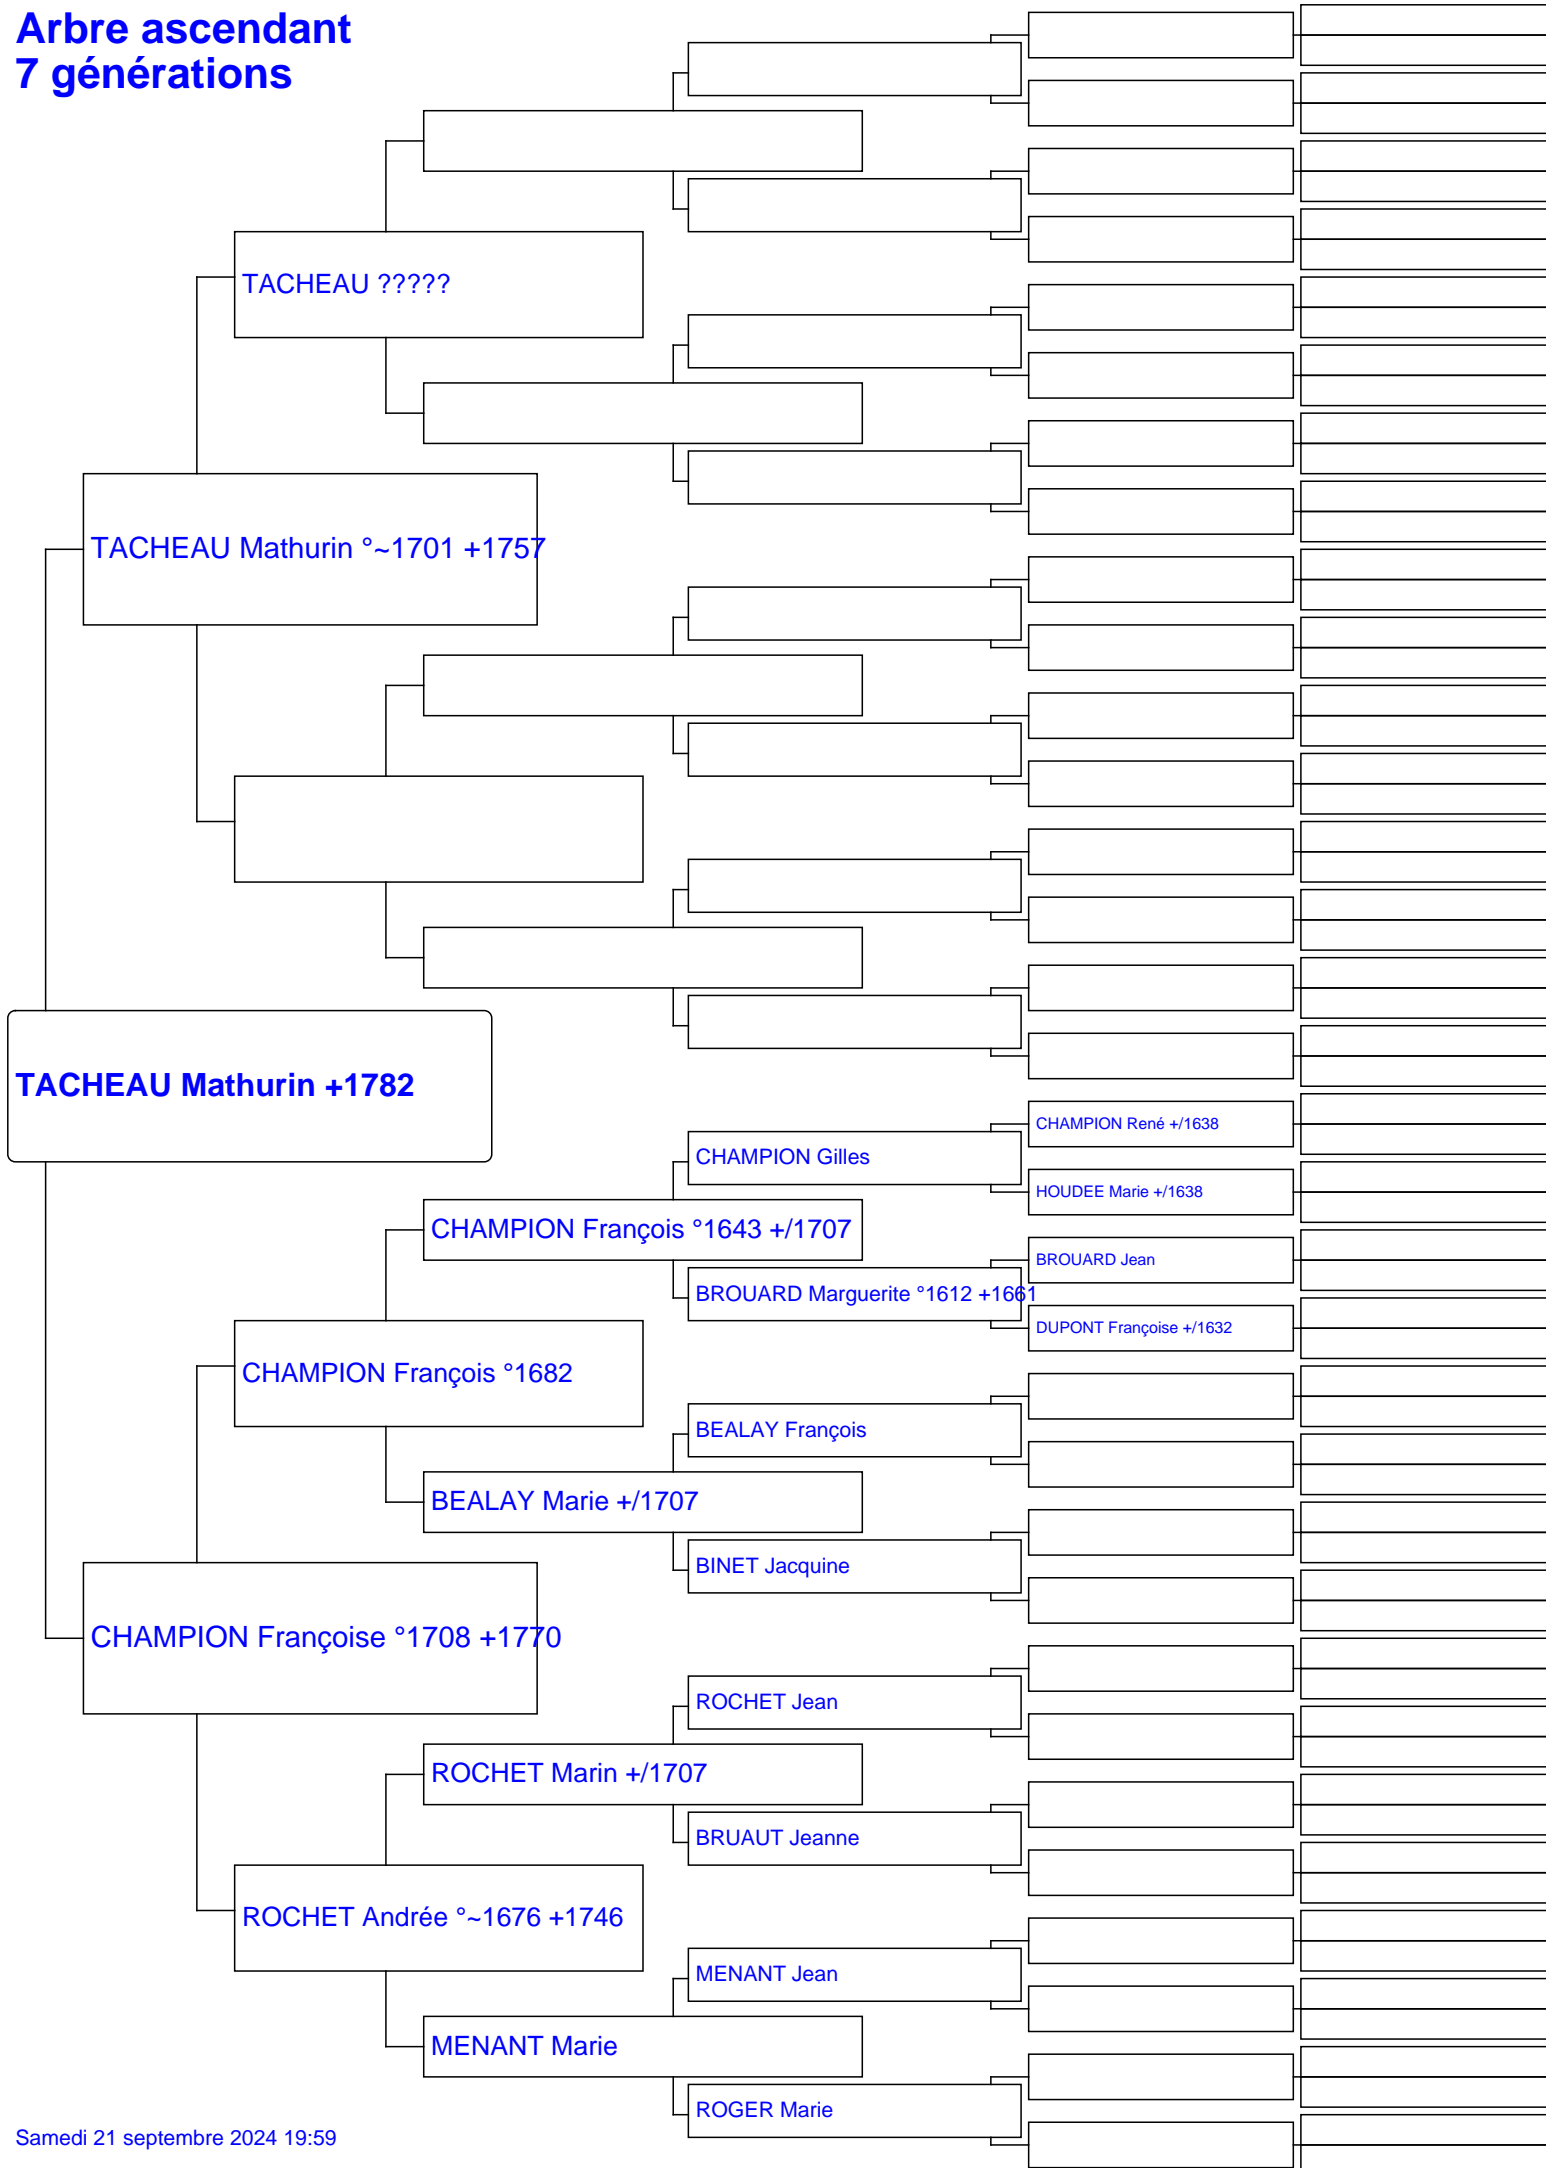 Arbre ascendant
7 générations
TACHEAU ?????
TACHEAU Mathurin °~1701 +1757
TACHEAU Mathurin +1782
CHAMPION René +/1638
CHAMPION Gilles
HOUDEE Marie +/1638
CHAMPION François °1643 +/1707
BROUARD Jean
BROUARD Marguerite °1612 +1661
DUPONT Françoise +/1632
CHAMPION François °1682
BEALAY François
BEALAY Marie +/1707
BINET Jacquine
CHAMPION Françoise °1708 +1770
ROCHET Jean
ROCHET Marin +/1707
BRUAUT Jeanne
ROCHET Andrée °~1676 +1746
MENANT Jean
MENANT Marie
ROGER Marie
Samedi 21 septembre 2024 19:59